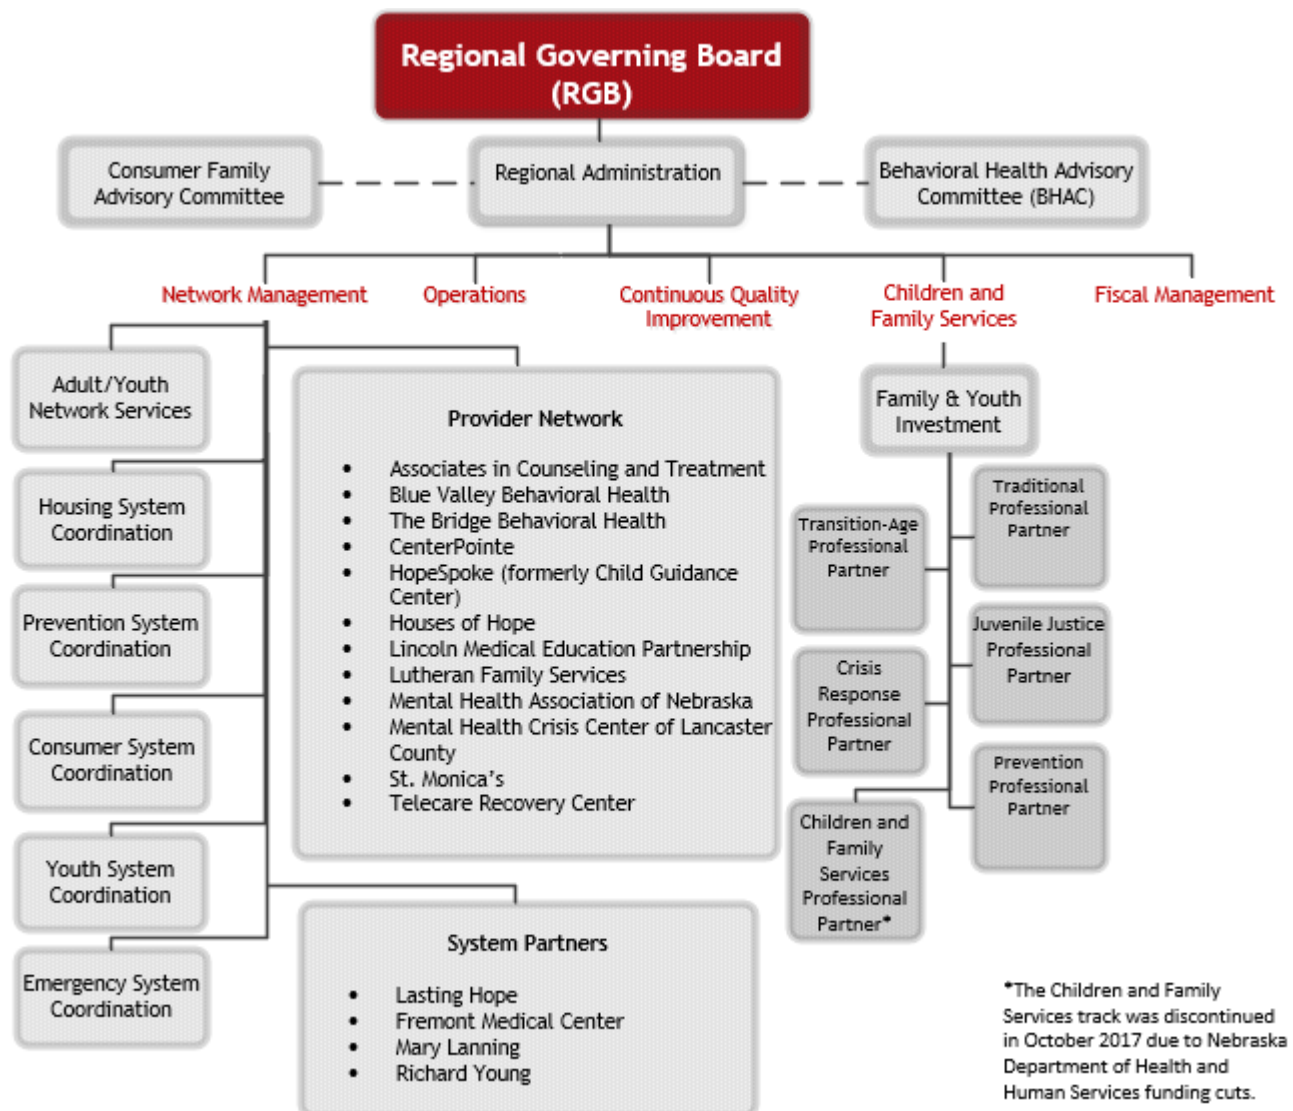 Regional Governing Board
(RGB)
Consumer Family
Advisory Committee
Regional Administration
Behavioral Health Advisory
Committee (BHAC)
Network Management
Operations
Continuous Quality
Improvement
Children and
Family Services
Fiscal Management
Adult/Youth
Network Services
Housing System
Coordination
Prevention System
Coordination
Consumer System
Coordination
Youth System
Coordination
Emergency System
Coordination
Provider Network
• Associates in Counseling and Treatment
• Blue Valley Behavioral Health
• The Bridge Behavioral Health
• CenterPointe
• HopeSpoke (formerly Child Guidance
Center)
• Houses of Hope
• Lincoln Medical Education Partnership
• Lutheran Family Services
• Mental Health Association of Nebraska
• Mental Health Crisis Center of Lancaster
County
• St. Monica’s
• Telecare Recovery Center
System Partners
• Lasting Hope
• Fremont Medical Center
• Mary Lanning
• Richard Young
Family & Youth
Investment
Transition-Age
Professional
Partner
Traditional
Professional
Partner
Crisis
Response
Professional
Partner
Juvenile Justice
Professional
Partner
Children and
Family
Services
Professional
Partner*
Prevention
Professional
Partner
*The Children and Family
Services track was discontinued
in October 2017 due to Nebraska
Department of Health and
Human Services funding cuts.